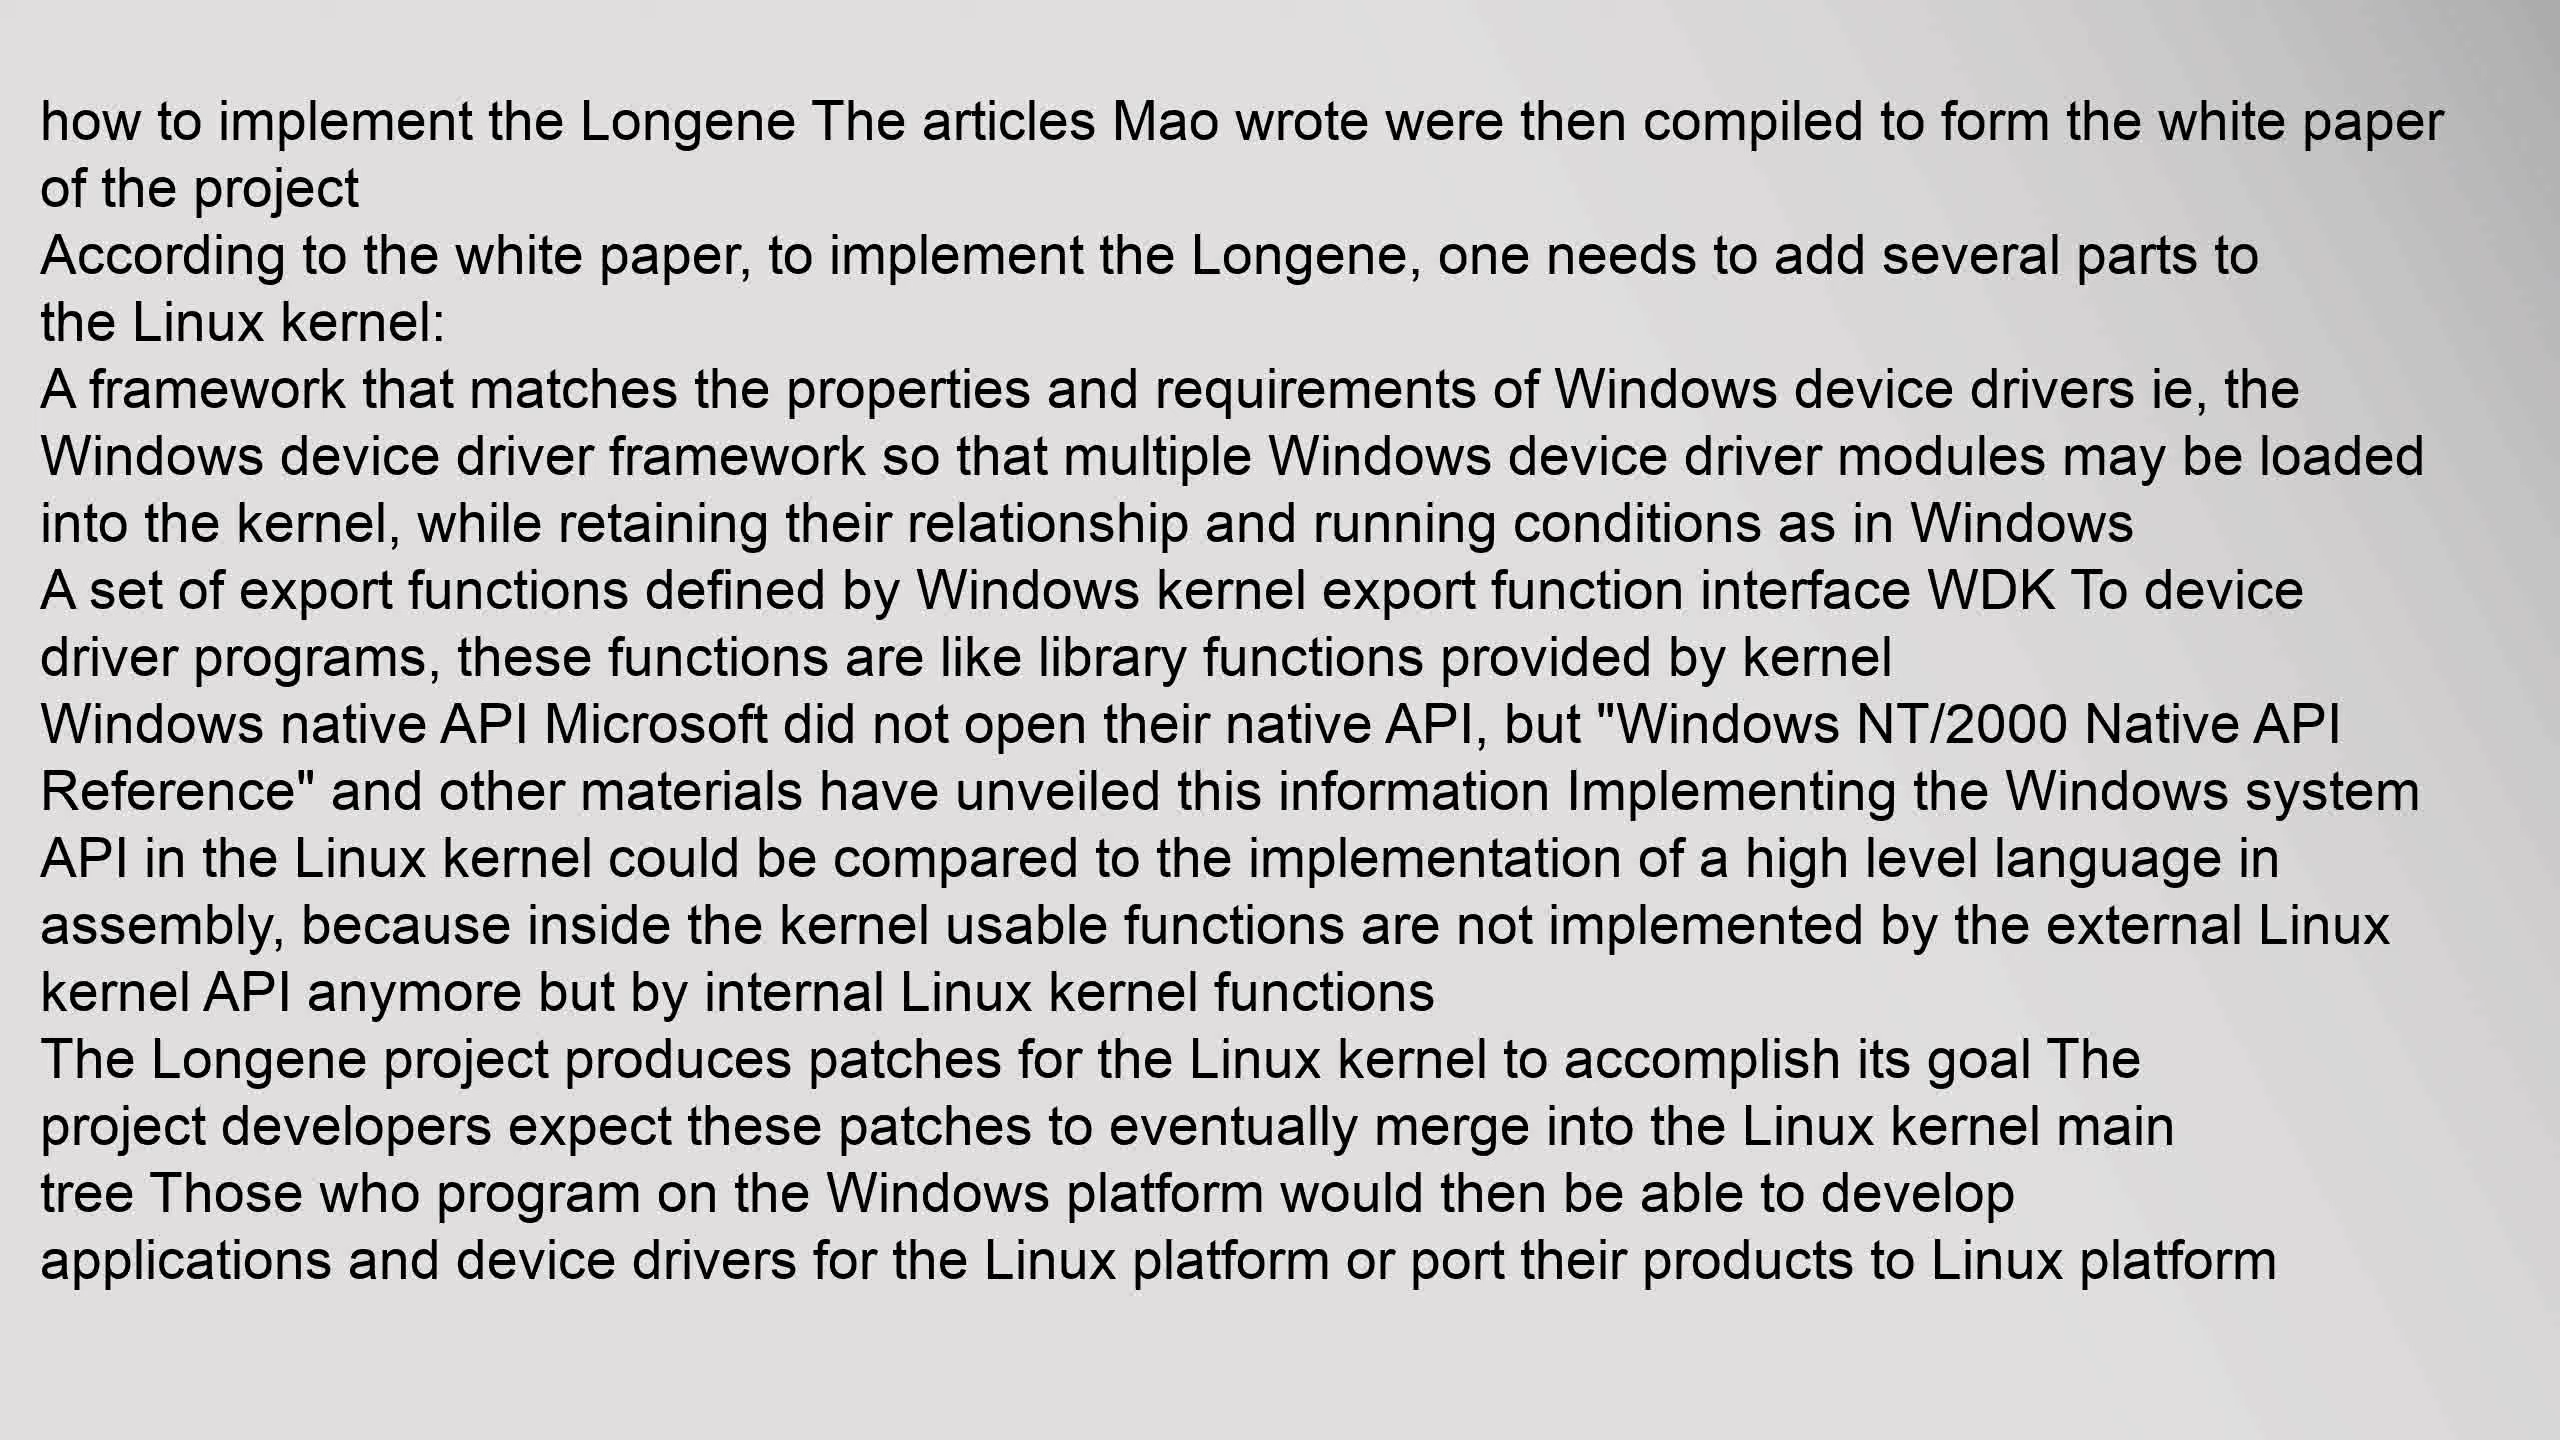 how to implement the Longene The articles Mao wrote were then compiled to form the white paper
of the project
According to the white paper, to implement the Longene, one needs to add several parts to
the Linux kernel:
A framework that matches the properties and requirements of Windows device drivers ie, the
Windows device driver framework so that multiple Windows device driver modules may be loaded
into the kernel, while retaining their relationship and running conditions as in Windows
A set of export functions defined by Windows kernel export function interface WDK To device
driver programs, these functions are like library functions provided by kernel
Windows native API Microsoft did not open their native API, but "Windows NT/2000 Native API
Reference" and other materials have unveiled this information Implementing the Windows system
API in the Linux kernel could be compared to the implementation of a high level language in
assembly, because inside the kernel usable functions are not implemented by the external Linux
kernel API anymore but by internal Linux kernel functions
The Longene project produces patches for the Linux kernel to accomplish its goal The
project developers expect these patches to eventually merge into the Linux kernel main
tree Those who program on the Windows platform would then be able to develop
applications and device drivers for the Linux platform or port their products to Linux platform